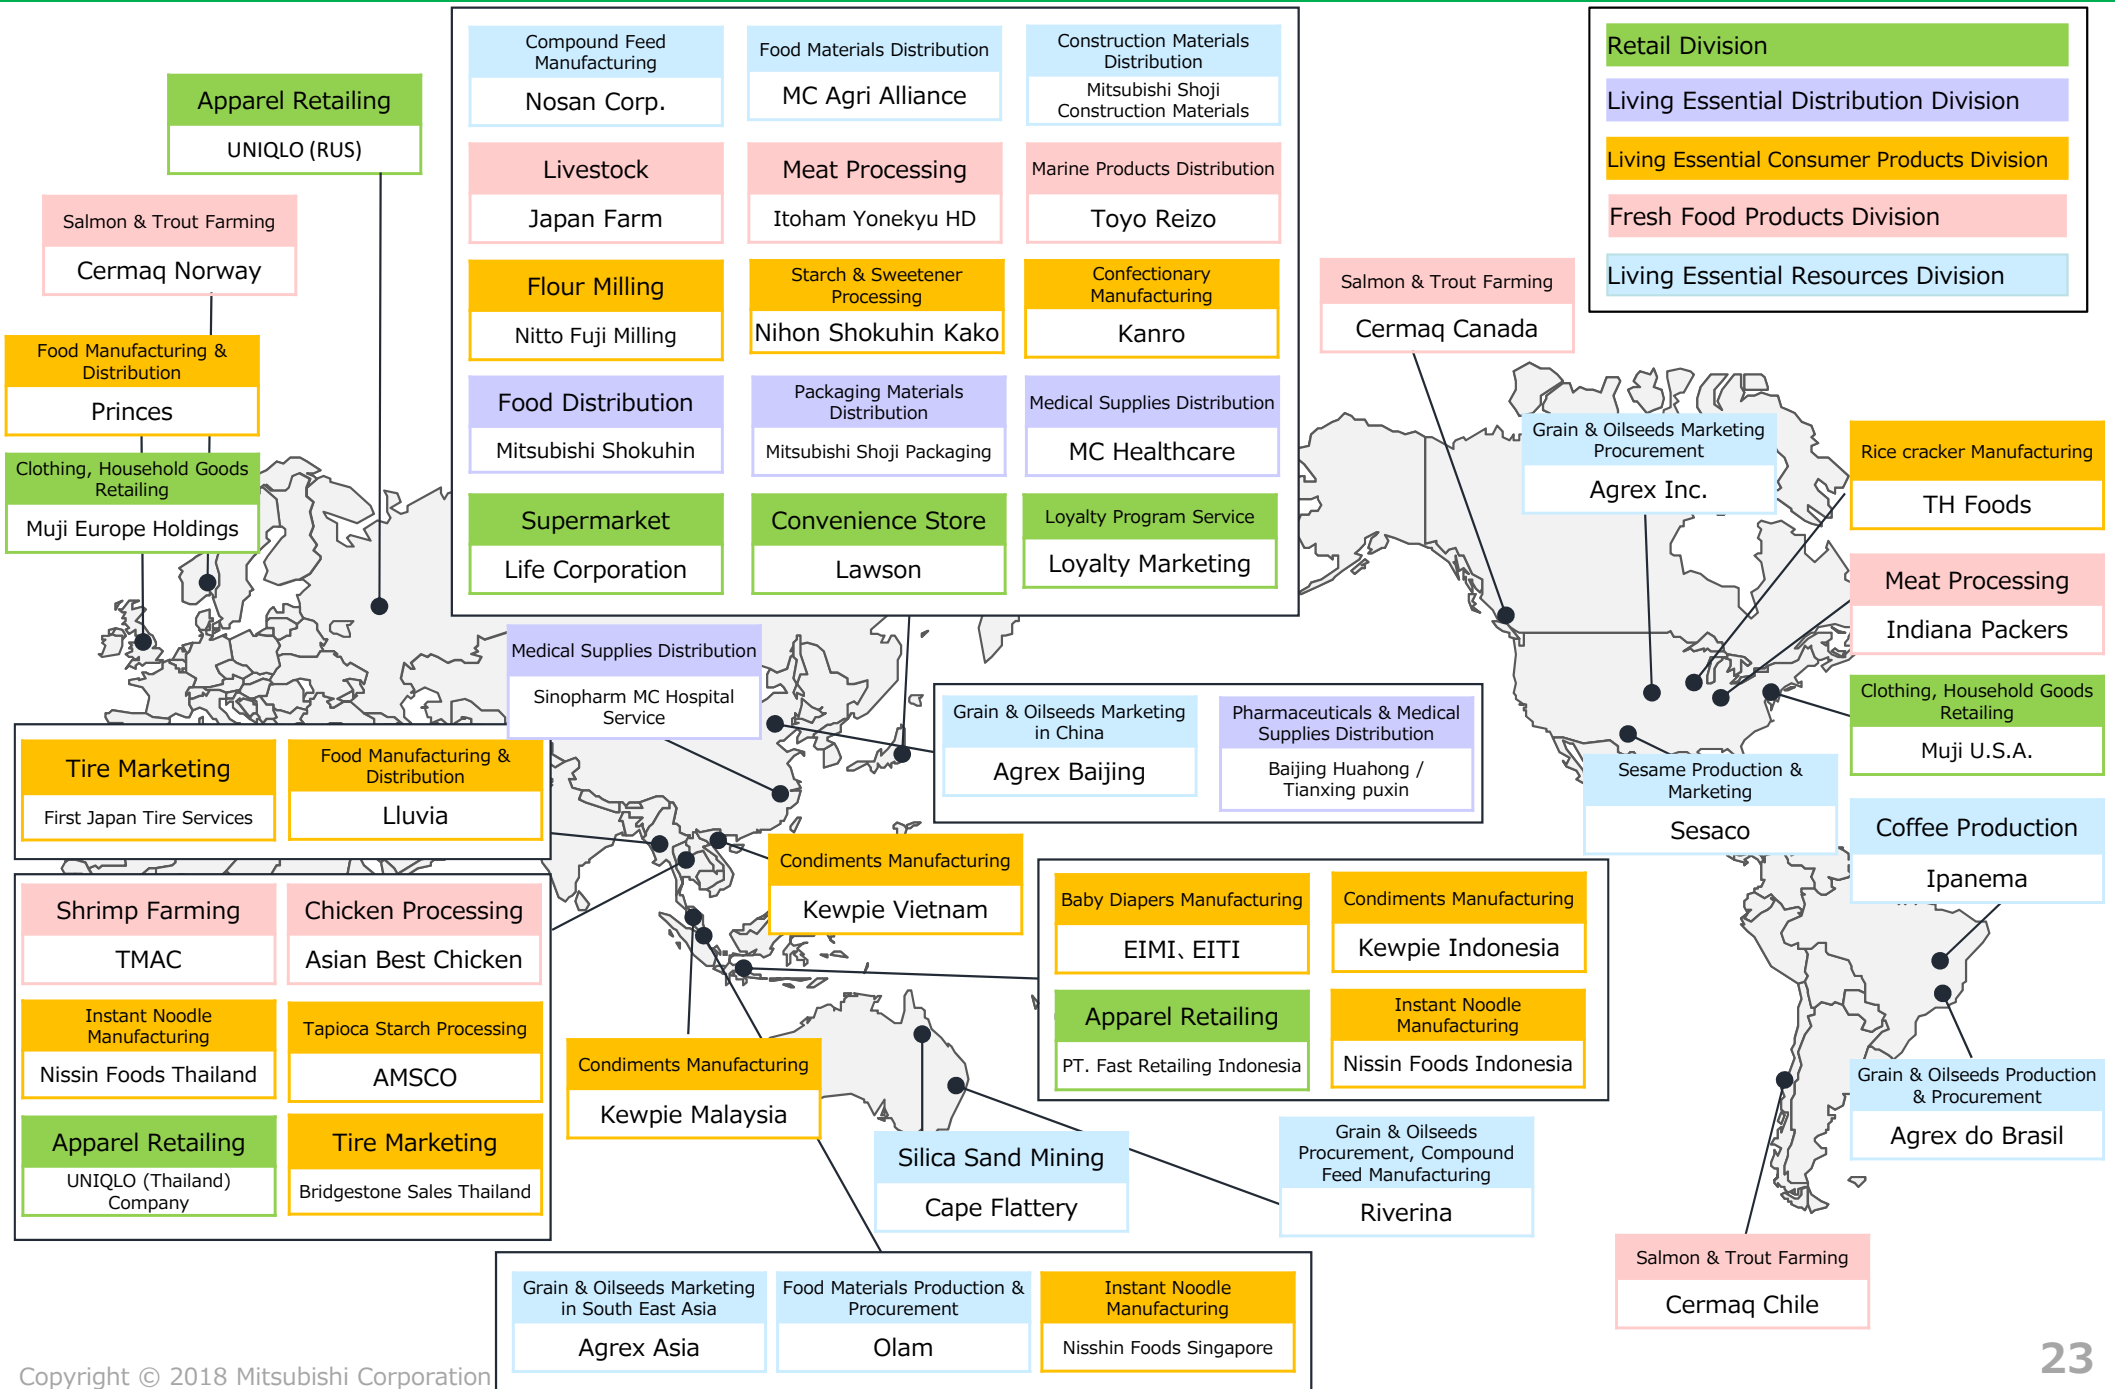 Compound Feed
Manufacturing
Nosan Corp.
Food Materials Distribution
MC Agri Alliance
Construction Materials
Distribution
Mitsubishi Shoji
Construction Materials
Livestock
Japan Farm
Meat Processing
Itoham Yonekyu HD
Marine Products Distribution
Toyo Reizo
Flour Milling
Nitto Fuji Milling
Starch & Sweetener
Processing
Nihon Shokuhin Kako
Confectionary
Manufacturing
Kanro
Food Distribution
Mitsubishi Shokuhin
Packaging Materials
Distribution
Mitsubishi Shoji Packaging
Medical Supplies Distribution
MC Healthcare
Supermarket
Life Corporation
Convenience Store
Lawson
Loyalty Program Service
Loyalty Marketing
Retail Division
Living Essential Distribution Division
Living Essential Consumer Products Division
Fresh Food Products Division
Living Essential Resources Division
Apparel Retailing
UNIQLO (RUS)
Salmon & Trout Farming
Cermaq Norway
Food Manufacturing &
Distribution
Princes
Clothing, Household Goods
Retailing
Muji Europe Holdings
Salmon & Trout Farming
Cermaq Canada
Grain & Oilseeds Marketing
Procurement
Agrex Inc.
Rice cracker Manufacturing
TH Foods
Meat Processing
Indiana Packers
Clothing, Household Goods
Retailing
Muji U.S.A.
Medical Supplies Distribution
Sinopharm MC Hospital
Service
Grain & Oilseeds Marketing
in China
Agrex Baijing
Pharmaceuticals & Medical
Supplies Distribution
Baijing Huahong /
Tianxing puxin
Sesame Production &
Marketing
Sesaco
Coffee Production
Ipanema
Tire Marketing
First Japan Tire Services
Food Manufacturing &
Distribution
Lluvia
Condiments Manufacturing
Kewpie Vietnam
Shrimp Farming
TMAC
Chicken Processing
Asian Best Chicken
Instant Noodle
Manufacturing
Nissin Foods Thailand
Tapioca Starch Processing
AMSCO
Apparel Retailing
UNIQLO (Thailand)
Company
Tire Marketing
Bridgestone Sales Thailand
Baby Diapers Manufacturing
EIMI、EITI
Condiments Manufacturing
Kewpie Indonesia
Apparel Retailing
PT. Fast Retailing Indonesia
Instant Noodle
Manufacturing
Nissin Foods Indonesia
Condiments Manufacturing
Kewpie Malaysia
Silica Sand Mining
Cape Flattery
Grain & Oilseeds
Procurement, Compound
Feed Manufacturing
Riverina
Grain & Oilseeds Production
& Procurement
Agrex do Brasil
Salmon & Trout Farming
Cermaq Chile
Grain & Oilseeds Marketing
in South East Asia
Agrex Asia
Food Materials Production &
Procurement
Olam
Instant Noodle
Manufacturing
Nisshin Foods Singapore
Copyright © 2018 Mitsubishi Corporation
23